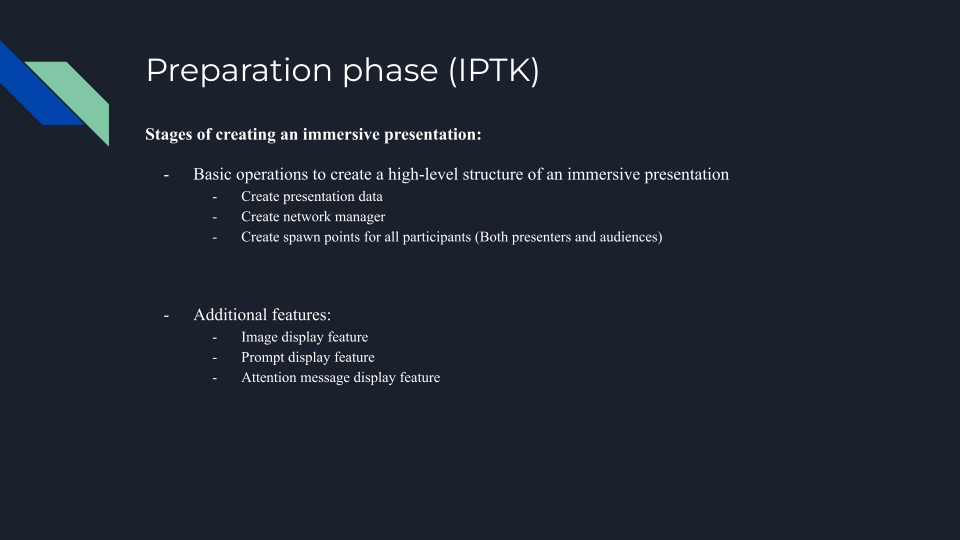 Preparation phase (IPTK)
Stages of creating an immersive presentation:
- Basic operations to create a high-level structure of an immersive presentation
- Create presentation data
- Create network manager
- Create spawn points for all participants (Both presenters and audiences)
- Additional features:
- Image display feature
- Prompt display feature
- Attention message display feature